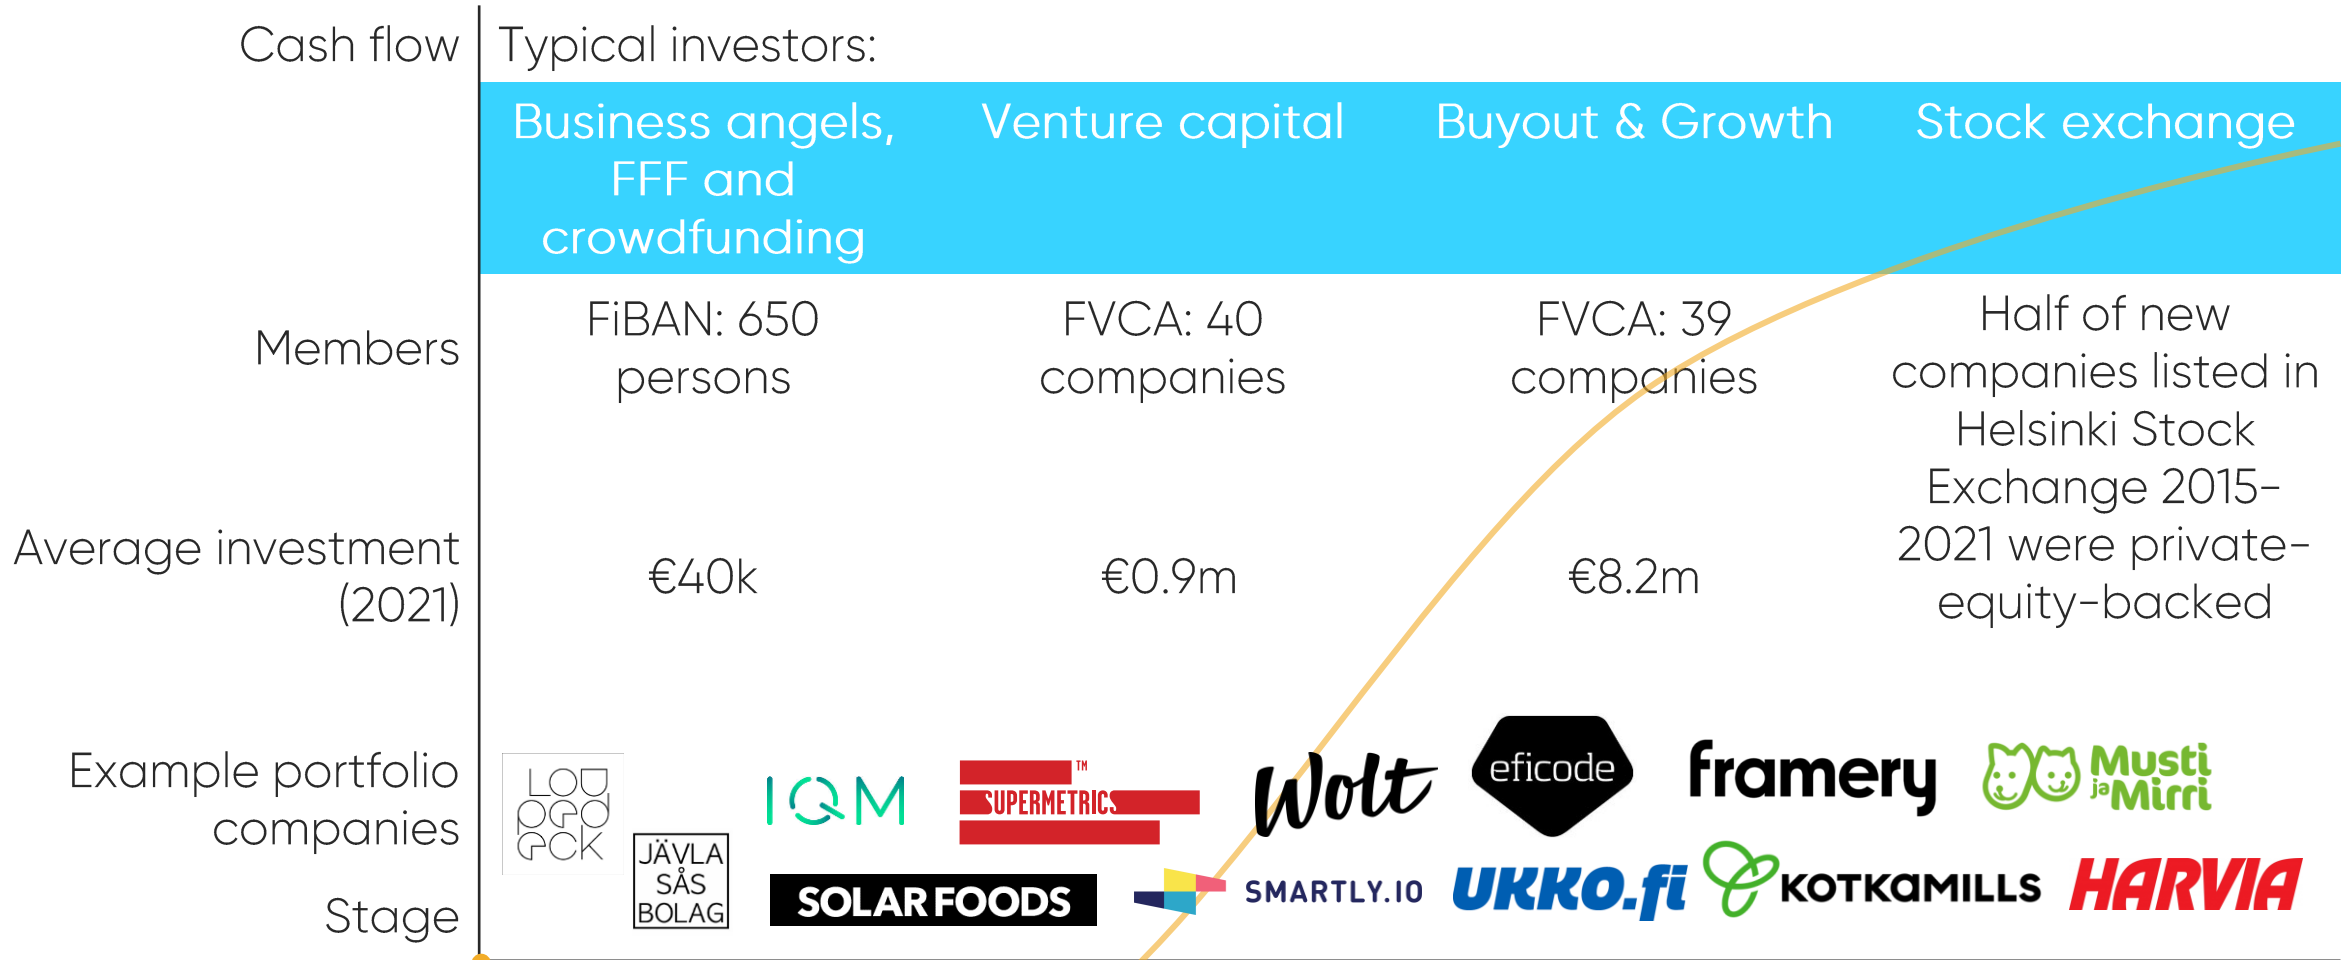 Cash flow
Typical investors:
Business angels,
FFF and
crowdfunding
Venture capital
Buyout & Growth
Stock exchange
Members
FiBAN: 650
persons
FVCA: 40
companies
FVCA: 39
companies
Half of new
companies listed in
Helsinki Stock
Exchange 2015-
2021 were private-
equity-backed
Average investment
(2021)
€40k
€0.9m
€8.2m
Example portfolio
companies
LOU
PED
ECK
JÄVLA
SÅS
BOLAG
IQM
SOLAR FOODS
SUPERMETRICS
TM
SMARTLY.IO
Wolt
eficode
UKKO.fi
framery
KOTKAMILLS
Musti
ja Mirri
HARVIA
Stage